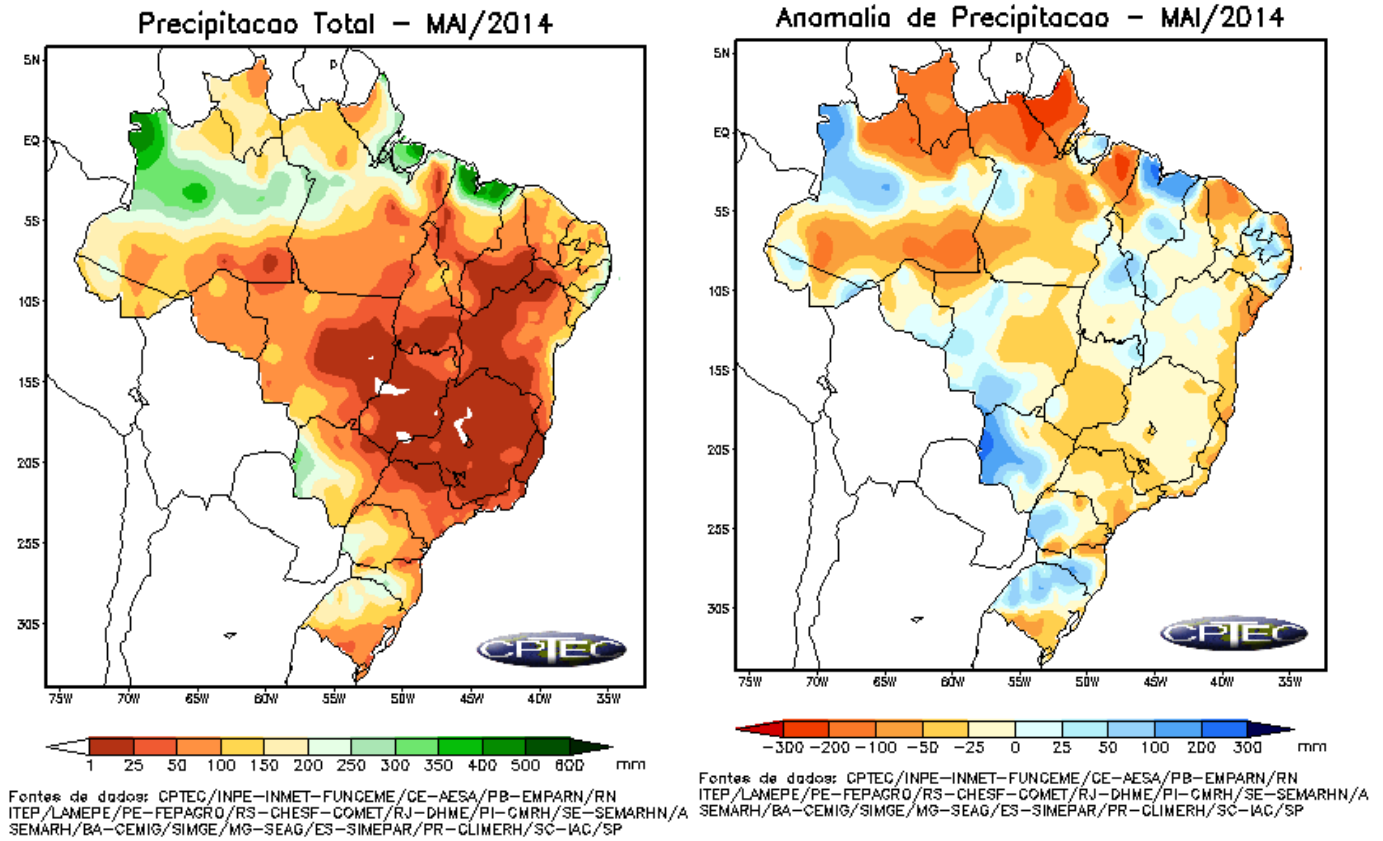 Precipitacao Total – MAI/2014
5N
EQ
5S
10S
15S
20S
25S
30S
75W 70W 65W 60W 55W 50W 45W 40W 35W
CPTEC
1 25 50 100 150 200 250 300 350 400 500 600 mm
Fontes de dados: CPTEC/INPE–INMET–FUNCEME/CE–AESA/PB–EMPARN/RN
ITEP/LAMEPE/PE–FEPAGRO/RS–CHESF–COMET/RJ–DHME/PI–CMRH/SE–SEMARHN/A
SEMARH/BA–CEMIG/SIMGE/MG–SEAG/ES–SIMEPAR/PR–CLIMERH/SC–IAC/SP
Anomalia de Precipitacao – MAI/2014
5N
EQ
5S
10S
15S
20S
25S
30S
75W 70W 65W 60W 55W 50W 45W 40W 35W
CPTEC
–300 –200 –100 –50 –25 0 25 50 100 200 300 mm
Fontes de dados: CPTEC/INPE–INMET–FUNCEME/CE–AESA/PB–EMPARN/RN
ITEP/LAMEPE/PE–FEPAGRO/RS–CHESF–COMET/RJ–DHME/PI–CMRH/SE–SEMARHN/A
SEMARH/BA–CEMIG/SIMGE/MG–SEAG/ES–SIMEPAR/PR–CLIMERH/SC–IAC/SP